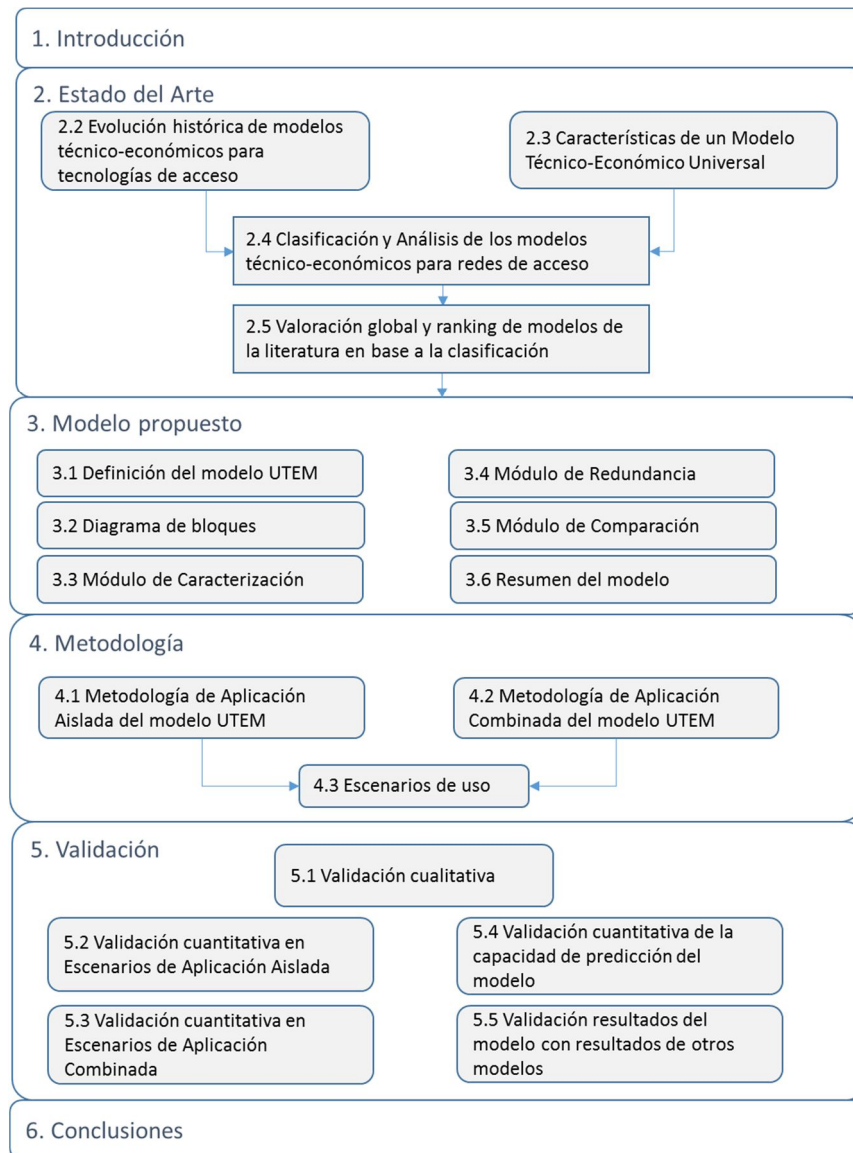 1. Introducción
2. Estado del Arte
2.2 Evolución histórica de modelos
técnico-económicos para
tecnologías de acceso
2.3 Características de un Modelo
Técnico-Económico Universal
2.4 Clasificación y Análisis de los modelos
técnico-económicos para redes de acceso
2.5 Valoración global y ranking de modelos de
la literatura en base a la clasificación
3. Modelo propuesto
3.1 Definición del modelo UTEM
3.2 Diagrama de bloques
3.3 Módulo de Caracterización
3.4 Módulo de Redundancia
3.5 Módulo de Comparación
3.6 Resumen del modelo
4. Metodología
4.1 Metodología de Aplicación
Aislada del modelo UTEM
4.2 Metodología de Aplicación
Combinada del modelo UTEM
4.3 Escenarios de uso
5. Validación
5.1 Validación cualitativa
5.2 Validación cuantitativa en
Escenarios de Aplicación Aislada
5.3 Validación cuantitativa en
Escenarios de Aplicación
Combinada
5.4 Validación cuantitativa de la
capacidad de predicción del
modelo
5.5 Validación resultados del
modelo con resultados de otros
modelos
6. Conclusiones